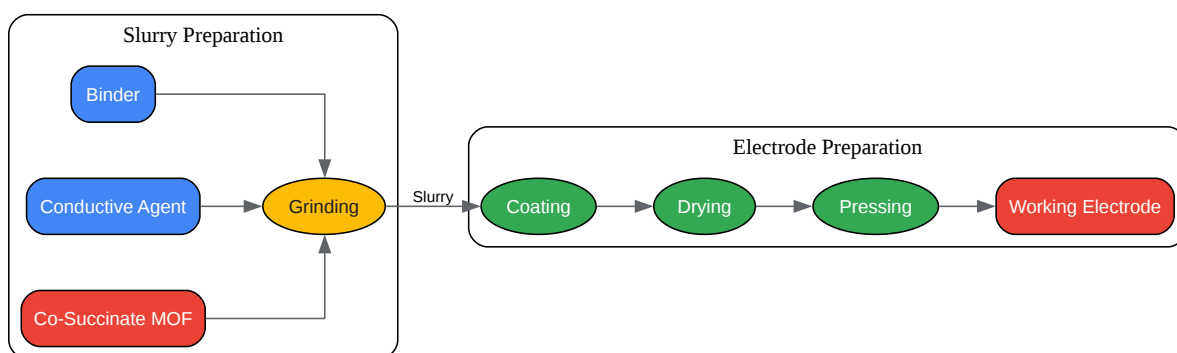 Slurry Preparation
Binder
Conductive Agent
Grinding
Co-Succinate MOF
Slurry
Electrode Preparation
Coating
Drying
Pressing
Working Electrode